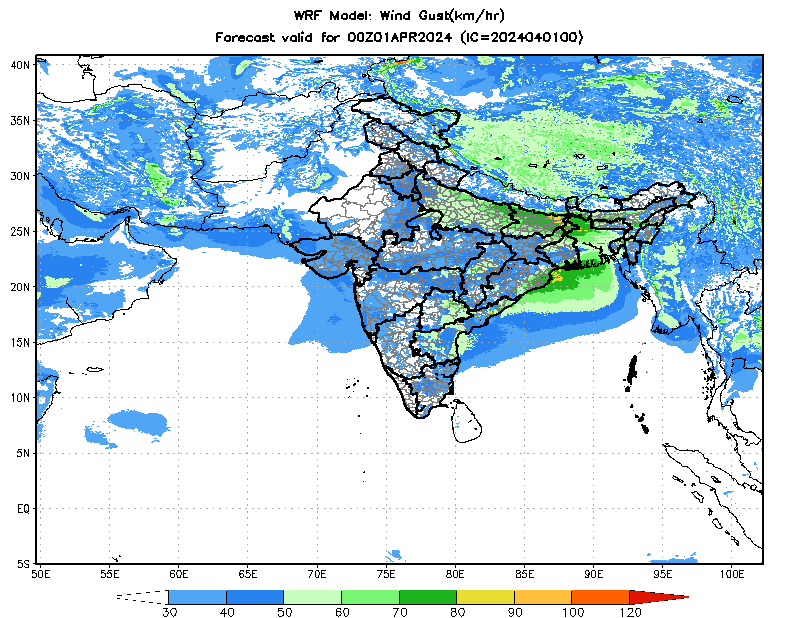 WRF Model: Wind Gust(km/hr)
Forecast valid for 00Z01APR2024 (IC=2024040100)
40N
35N
30N
25N
20N
15N
10N
5N
EQ
5S
50E 55E 60E 65E 70E 75E 80E 85E 90E 95E 100E
30 40 50 60 70 80 90 100 120